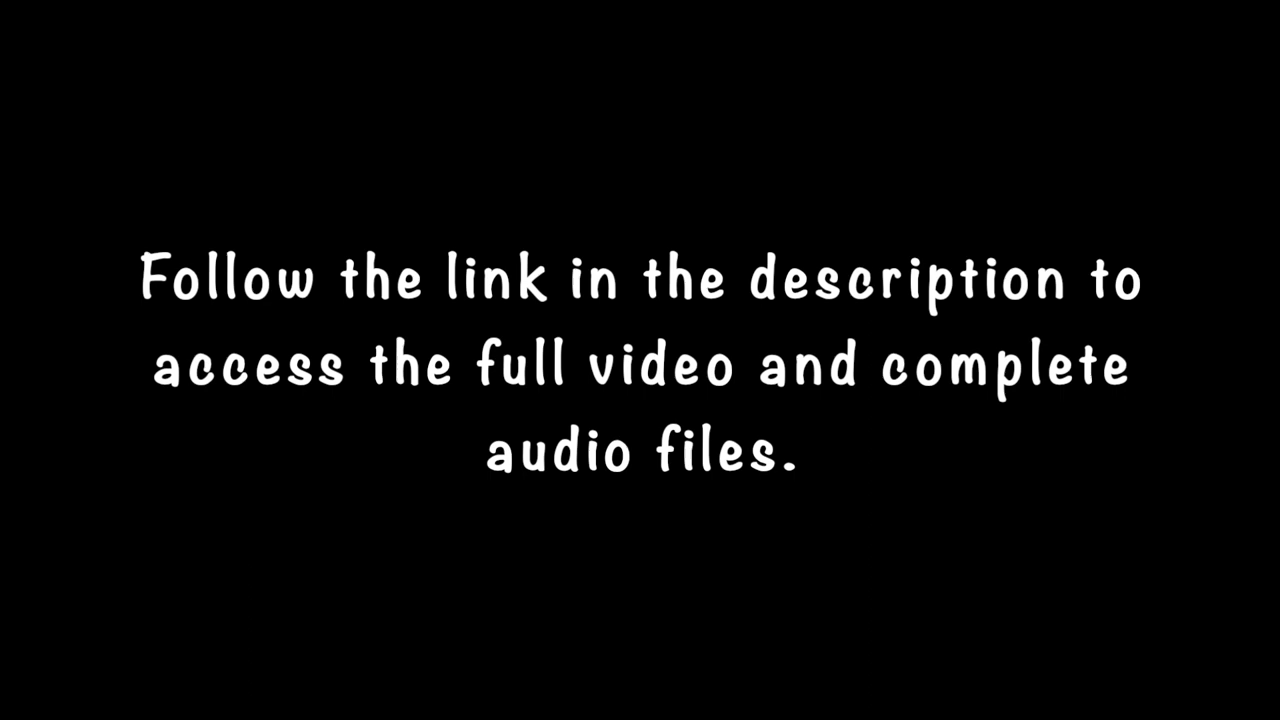 Follow the link in the description to
access the full video and complete
audio files.